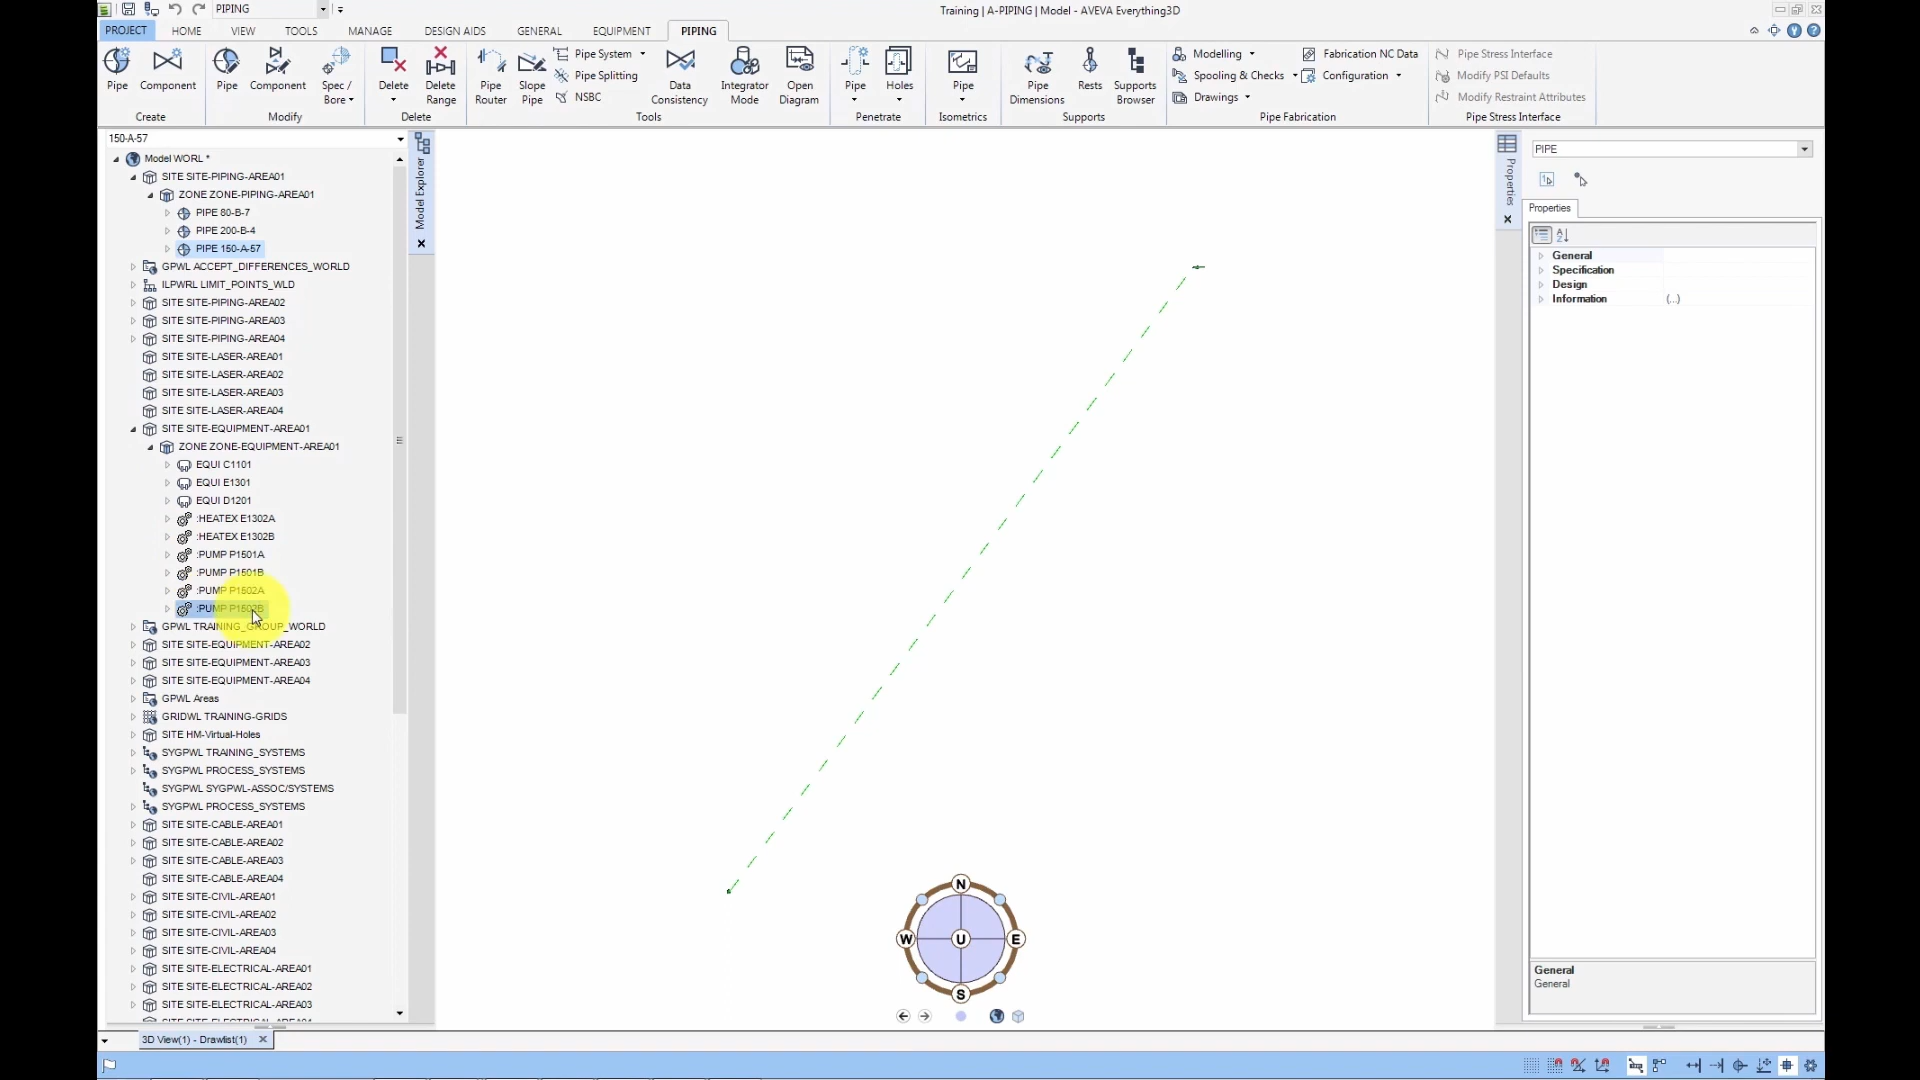 PIPING
Training | A-PIPING | Model - AVEVA Everything3D
PROJECT HOME VIEW TOOLS MANAGE DESIGN AIDS GENERAL EQUIPMENT PIPING
Pipe Component
Create
Pipe Component Spec / Bore
Modify
Delete Delete Range
Delete
Pipe Router Slope Pipe
Pipe System
Pipe Splitting
NSBC
Data Consistency Integrator Mode Open Diagram
Tools
Pipe Holes
Penetrate
Pipe
Isometrics
Pipe Dimensions Rests Supports Browser
Supports
Modelling
Spooling & Checks
Drawings
Fabrication NC Data
Configuration
Pipe Fabrication
Pipe Stress Interface
Modify PSI Defaults
Modify Restraint Attributes
Pipe Stress Interface
150-A-57
Model WORL *
SITE SITE-PIPING-AREA01
ZONE ZONE-PIPING-AREA01
PIPE 80-B-7
PIPE 200-B-4
PIPE 150-A-57
GPWL ACCEPT_DIFFERENCES_WORLD
ILPWRL LIMIT_POINTS_WLD
SITE SITE-PIPING-AREA02
SITE SITE-PIPING-AREA03
SITE SITE-PIPING-AREA04
SITE SITE-LASER-AREA01
SITE SITE-LASER-AREA02
SITE SITE-LASER-AREA03
SITE SITE-LASER-AREA04
SITE SITE-EQUIPMENT-AREA01
ZONE ZONE-EQUIPMENT-AREA01
EQUI C1101
EQUI E1301
EQUI D1201
:HEATEX E1302A
:HEATEX E1302B
:PUMP P1501A
:PUMP P1501B
:PUMP P1502A
:PUMP P1502B
GPWL TRAINING_GROUP_WORLD
SITE SITE-EQUIPMENT-AREA02
SITE SITE-EQUIPMENT-AREA03
SITE SITE-EQUIPMENT-AREA04
GPWL Areas
GRIDWL TRAINING-GRIDS
SITE HM-Virtual-Holes
SYGPWL TRAINING_SYSTEMS
SYGPWL PROCESS_SYSTEMS
SYGPWL SYGPWL-ASSOC/SYSTEMS
SYGPWL PROCESS_SYSTEMS
SITE SITE-CABLE-AREA01
SITE SITE-CABLE-AREA02
SITE SITE-CABLE-AREA03
SITE SITE-CABLE-AREA04
SITE SITE-CIVIL-AREA01
SITE SITE-CIVIL-AREA02
SITE SITE-CIVIL-AREA03
SITE SITE-CIVIL-AREA04
SITE SITE-ELECTRICAL-AREA01
SITE SITE-ELECTRICAL-AREA02
SITE SITE-ELECTRICAL-AREA03
Model Explorer
N
W U E
S
Properties
PIPE
Properties
General
Specification
Design
Information (...)
General
General
3D View(1) - Drawlist(1)